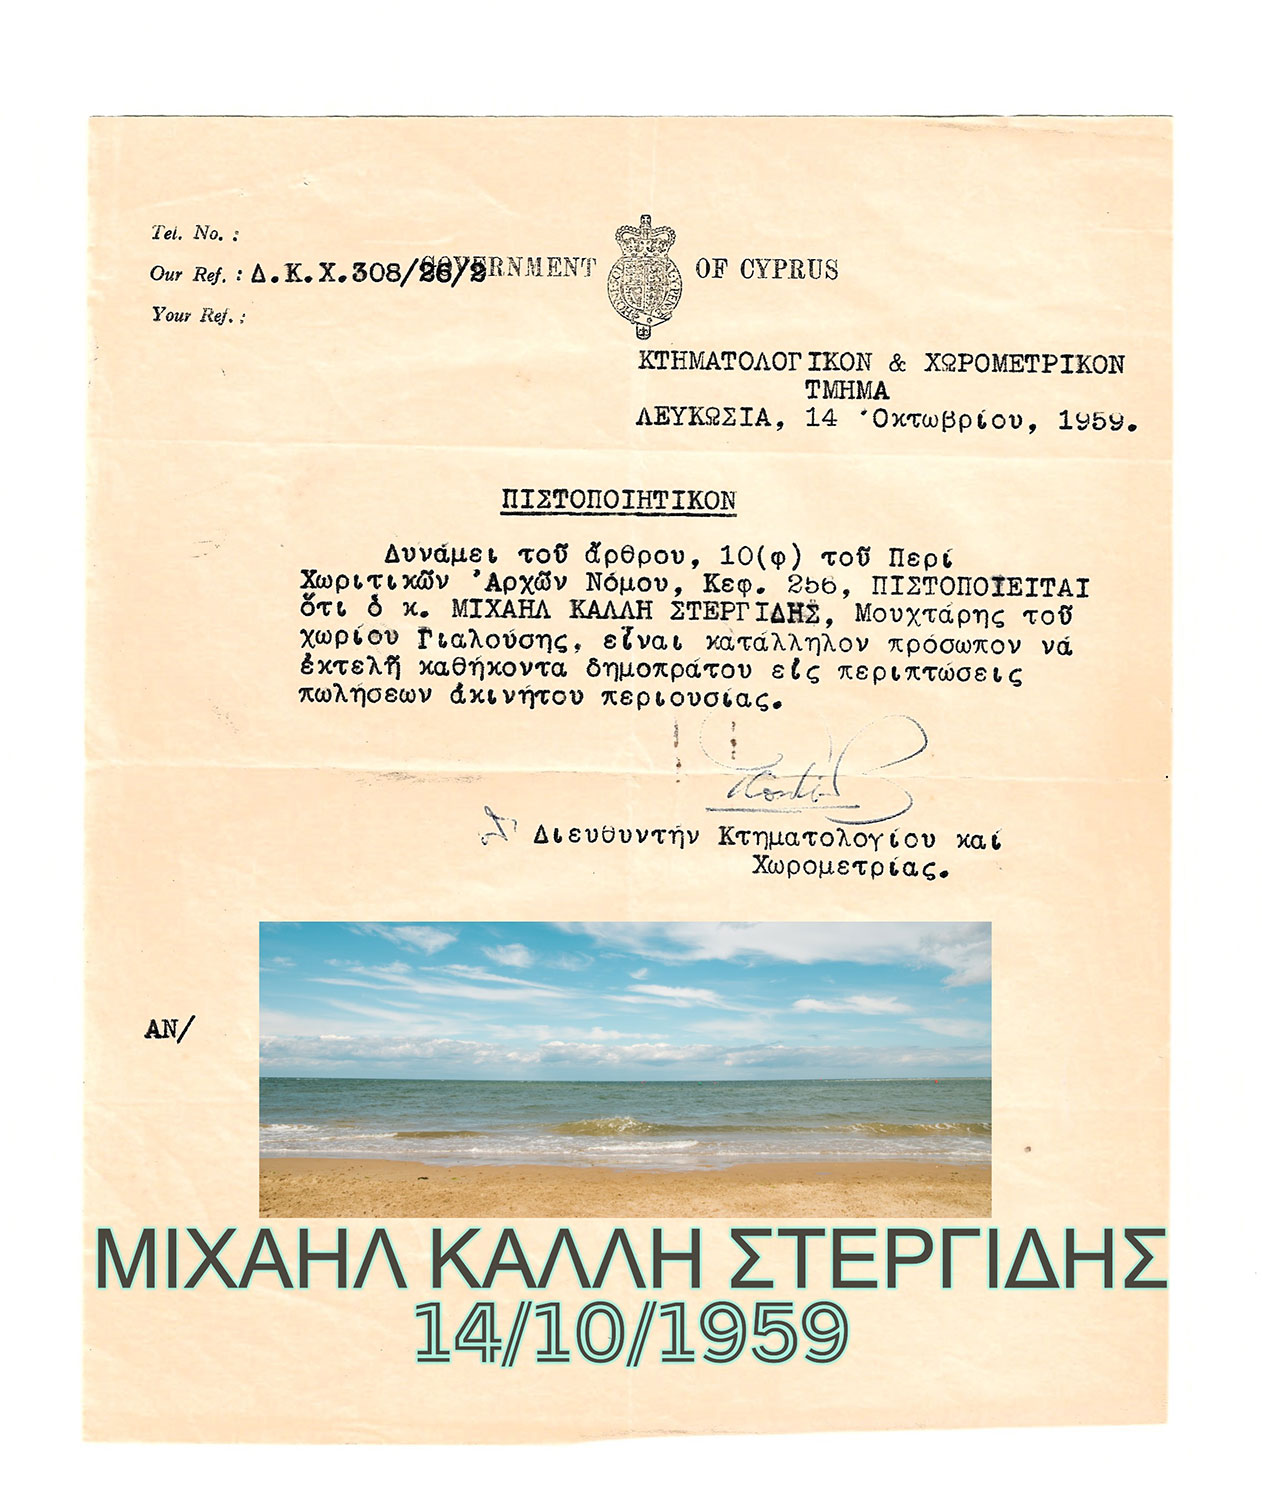 Tel. No. :
Our Ref. : Δ.Κ.Χ.308/26/2
GOVERNMENT OF CYPRUS
Your Ref. :
ΚΤΗΜΑΤΟΛΟΓΙΚΟΝ & ΧΩΡΟΜΕΤΡΙΚΟΝ
ΤΜΗΜΑ
ΛΕΥΚΩΣΙΑ, 14 Ὀκτωβρίου, 1959.
ΠΙΣΤΟΠΟΙΗΤΙΚΟΝ
Δυνάμει τοῦ ἄρθρου, 10(φ) τοῦ Περί
Χωριτικῶν Ἀρχῶν Νόμου, Κεφ. 256, ΠΙΣΤΟΠΟΙΕΙΤΑΙ
ὅτι ὁ κ. ΜΙΧΑΗΛ ΚΑΛΛΗ ΣΤΕΡΓΙΔΗΣ, Μουχτάρης τοῦ
χωρίου Γιαλούσης, εἶναι κατάλληλον πρόσωπον νά
ἐκτελῇ καθήκοντα δημοπράτου εἰς περιπτώσεις
πωλήσεων ἀκινήτου περιουσίας.
Διευθυντήν Κτηματολογίου καί
Χωρομετρίας.
ΑΝ/
ΜΙΧΑΗΛ ΚΑΛΛΗ ΣΤΕΡΓΙΔΗΣ
14/10/1959